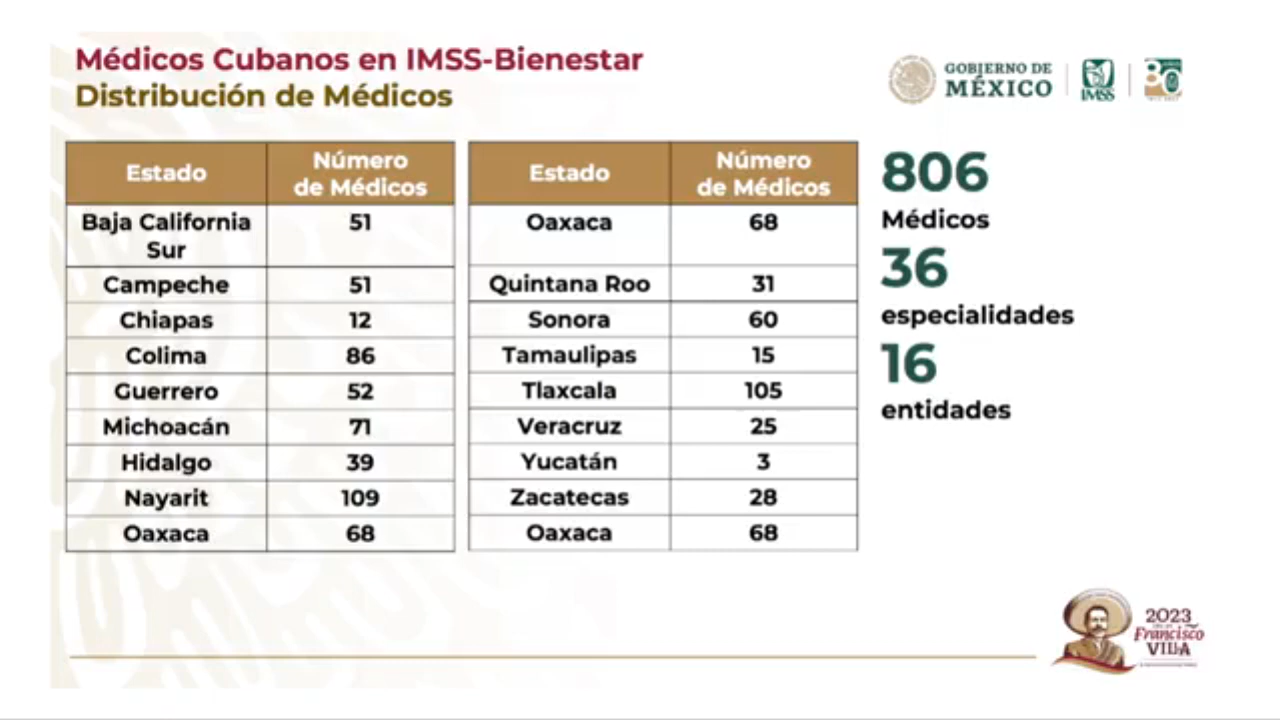 Médicos Cubanos en IMSS-Bienestar
Distribución de Médicos
GOBIERNO DE
MÉXICO
IMSS
Estado
Número
de Médicos
Baja California
Sur
51
Campeche
51
Chiapas
12
Colima
86
Guerrero
52
Michoacán
71
Hidalgo
39
Nayarit
109
Oaxaca
68
Estado
Número
de Médicos
Oaxaca
68
Quintana Roo
31
Sonora
60
Tamaulipas
15
Tlaxcala
105
Veracruz
25
Yucatán
3
Zacatecas
28
Oaxaca
68
806
Médicos
36
especialidades
16
entidades
2023
Francisco
VILLA